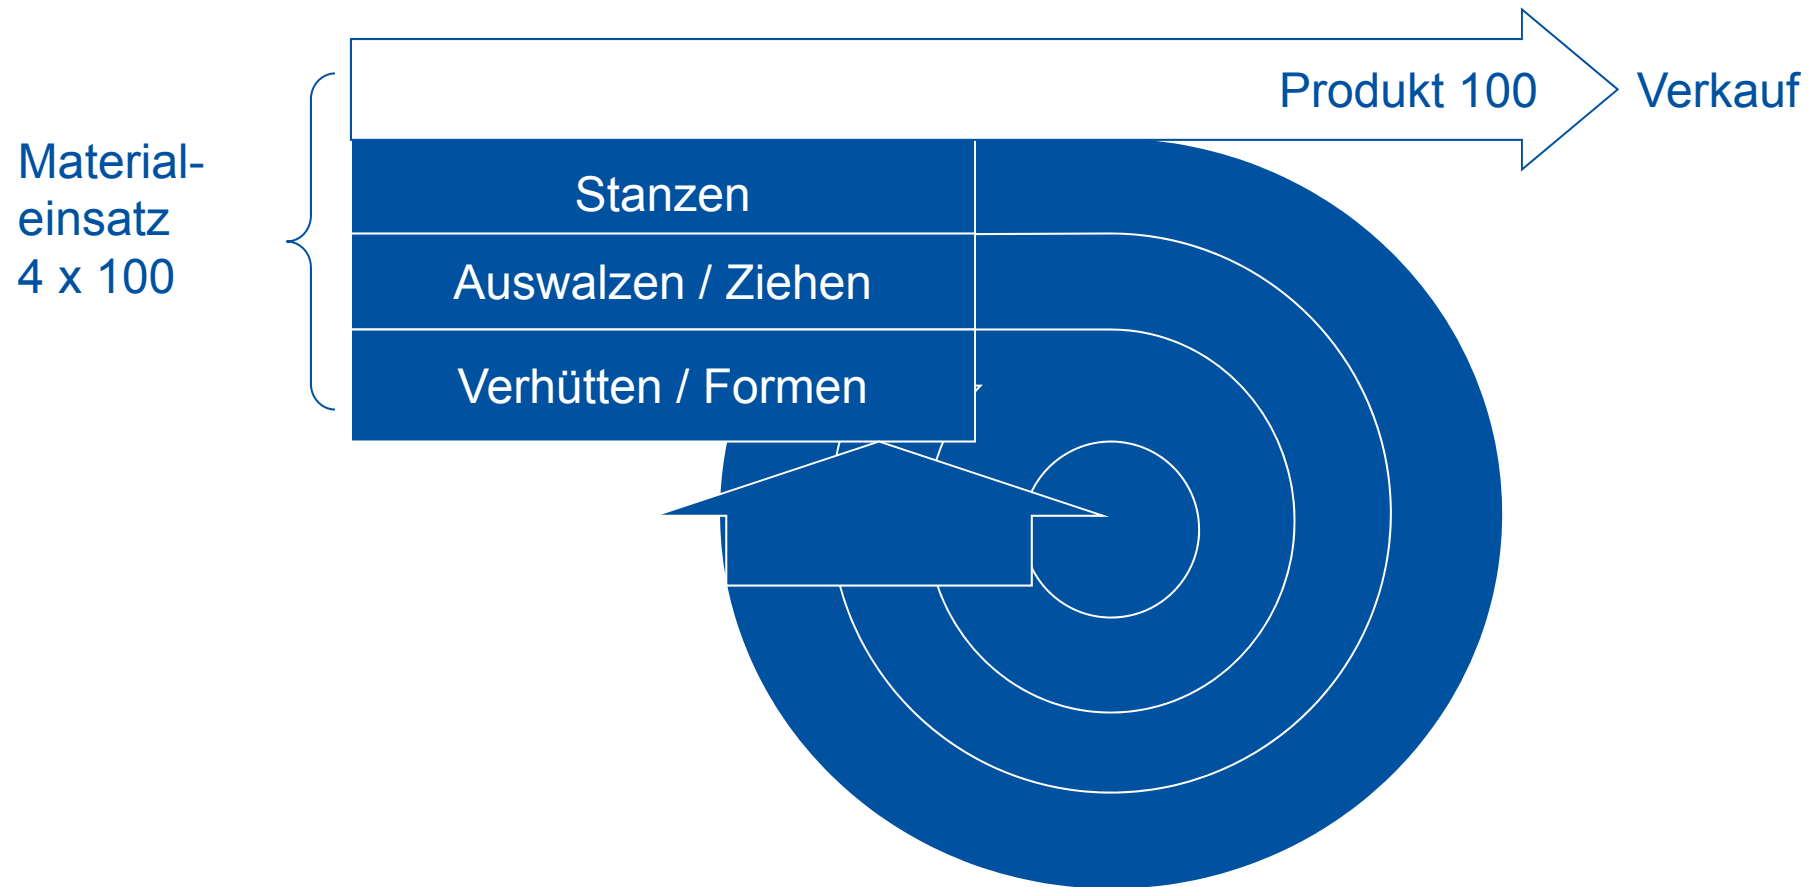 Produkt 100
Verkauf
Material-
einsatz
4 x 100
Stanzen
Auswalzen / Ziehen
Verhütten / Formen